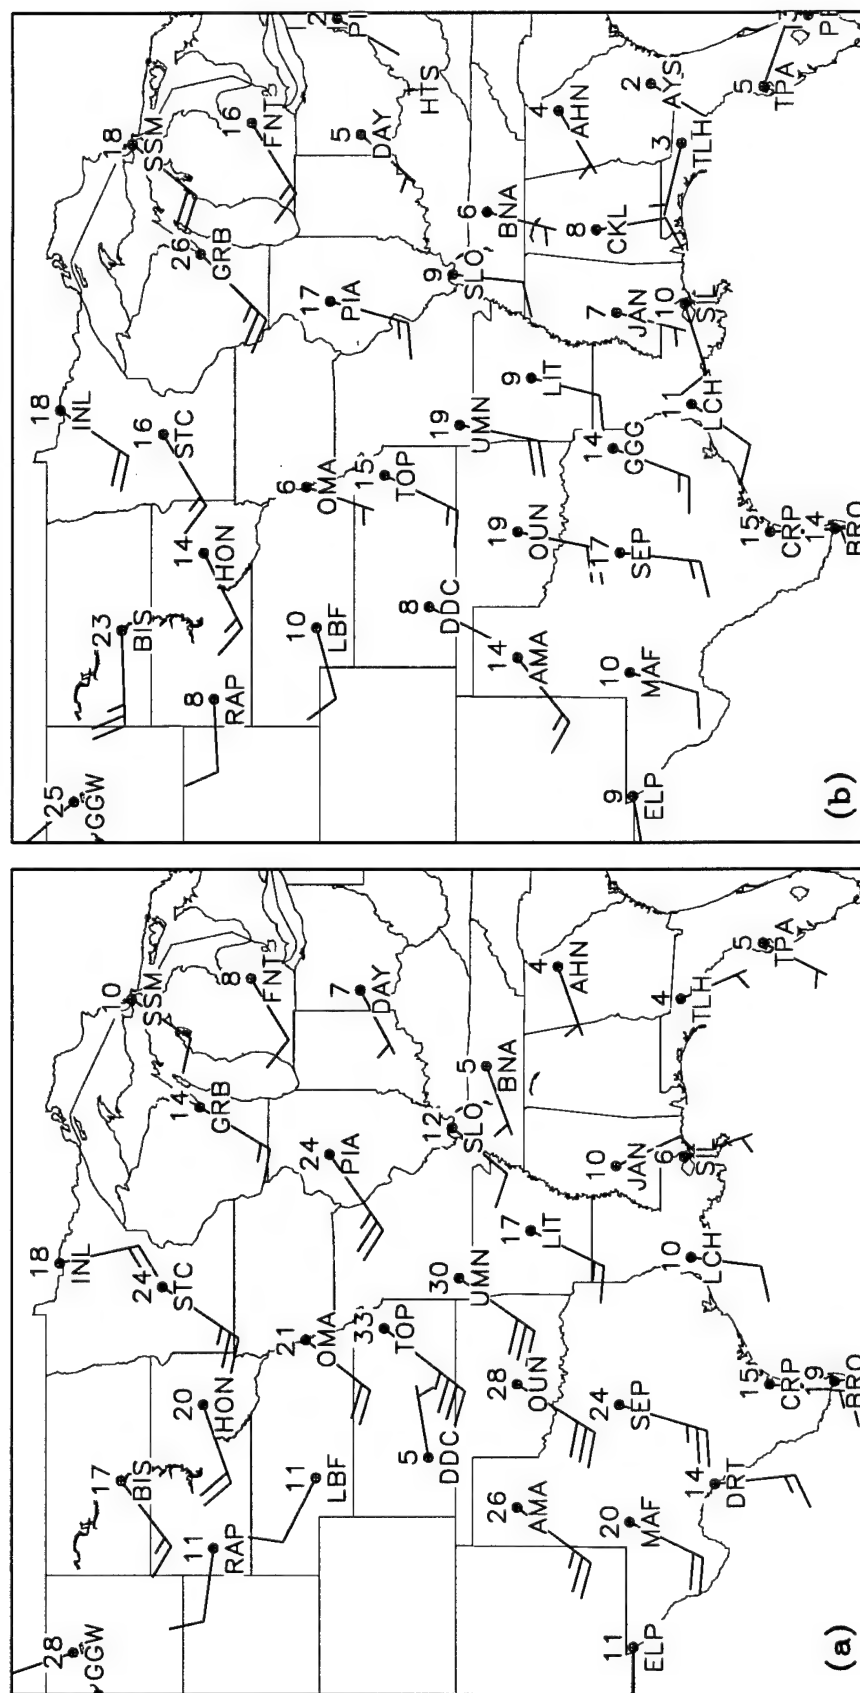 28
GGW
17
BIS
18
INL
10
SSM
11
RAP
20
HON
24
STC
14
GRB
8
FNT
11
LBF
21
OMA
24
PIA
7
DAY
5
DDC
33
TOP
12
SLO
30
UMN
5
BNA
26
AMA
28
OUN
17
LIT
4
AHN
11
ELP
20
MAF
24
SEP
10
JAN
4
TLH
14
DRT
10
LCH
6
SIL
5
TPA
15
CRP
19
BRO
(a)
25
GGW
23
BIS
18
INL
18
SSM
8
RAP
14
HON
16
STC
26
GRB
16
FNT
10
LBF
6
OMA
17
PIA
5
DAY
2
HTS
8
DDC
15
TOP
9
SLO
19
UMN
6
BNA
14
AMA
19
OUN
9
LIT
4
AHN
9
ELP
10
MAF
17
SEP
14
GGG
7
JAN
8
CKL
2
AYS
3
TLH
11
LCH
10
SIL
5
TPA
15
CRP
14
BRO
(b)